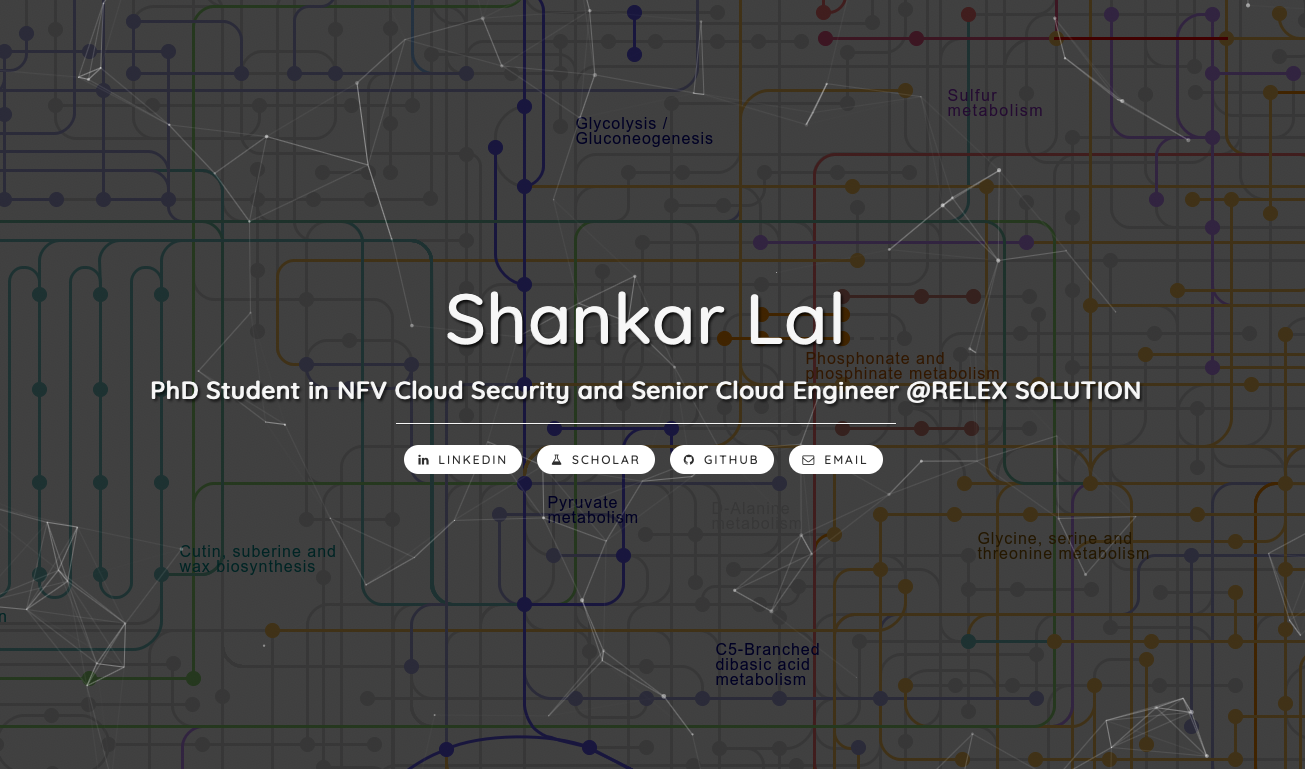 Sulfur
metabolism
Glycolysis /
Gluconeogenesis
Shankar Lal
Phosphonate and
phosphinate metabolism
PhD Student in NFV Cloud Security and Senior Cloud Engineer @RELEX SOLUTION
LINKEDIN
SCHOLAR
GITHUB
EMAIL
Pyruvate
metabolism
D-Alanine
metabolism
Cutin, suberine and
wax biosynthesis
Glycine, serine and
threonine metabolism
n
C5-Branched
dibasic acid
metabolism